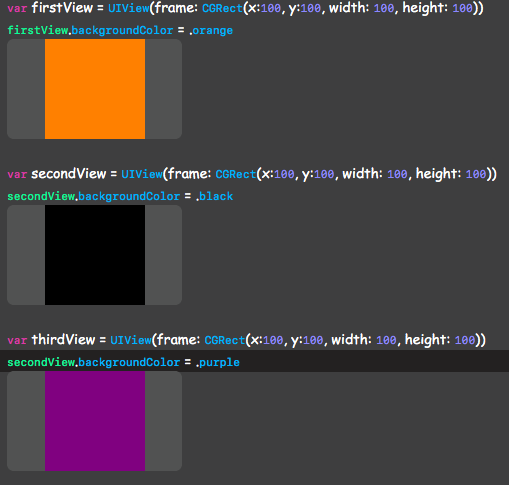 var firstView = UIView(frame: CGRect(x:100, y:100, width: 100, height: 100))
firstView.backgroundColor = .orange
var secondView = UIView(frame: CGRect(x:100, y:100, width: 100, height: 100))
secondView.backgroundColor = .black
var thirdView = UIView(frame: CGRect(x:100, y:100, width: 100, height: 100))
secondView.backgroundColor = .purple